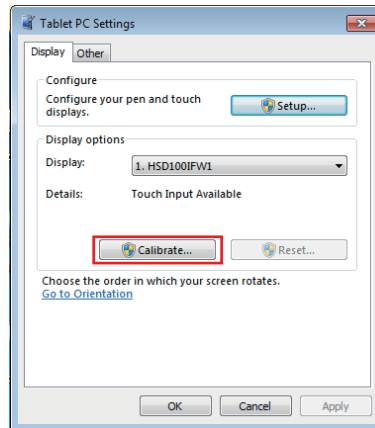 Tablet PC Settings
Display Other
Configure
Configure your pen and touch
displays.
Setup...
Display options
Display: 1. HSD100IFW1
Details: Touch Input Available
Calibrate... Reset...
Choose the order in which your screen rotates.
Go to Orientation
OK Cancel Apply